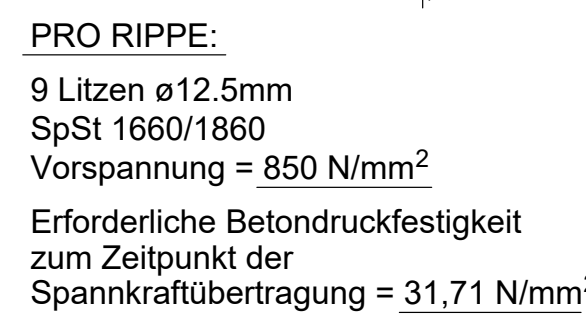 PRO RIPPE:
9 Litzen ø12.5mm
SpSt 1660/1860
Vorspannung = 850 N/mm²
Erforderliche Betondruckfestigkeit
zum Zeitpunkt der
Spannkraftübertragung = 31,71 N/mm²